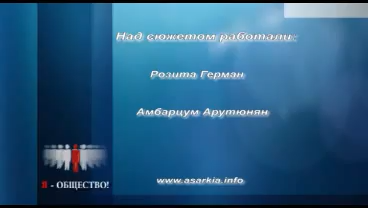 Над сюжетом работали:
Розита Герман
Амбарцум Арутюнян
Я - ОБЩЕСТВО!
www.asarkia.info